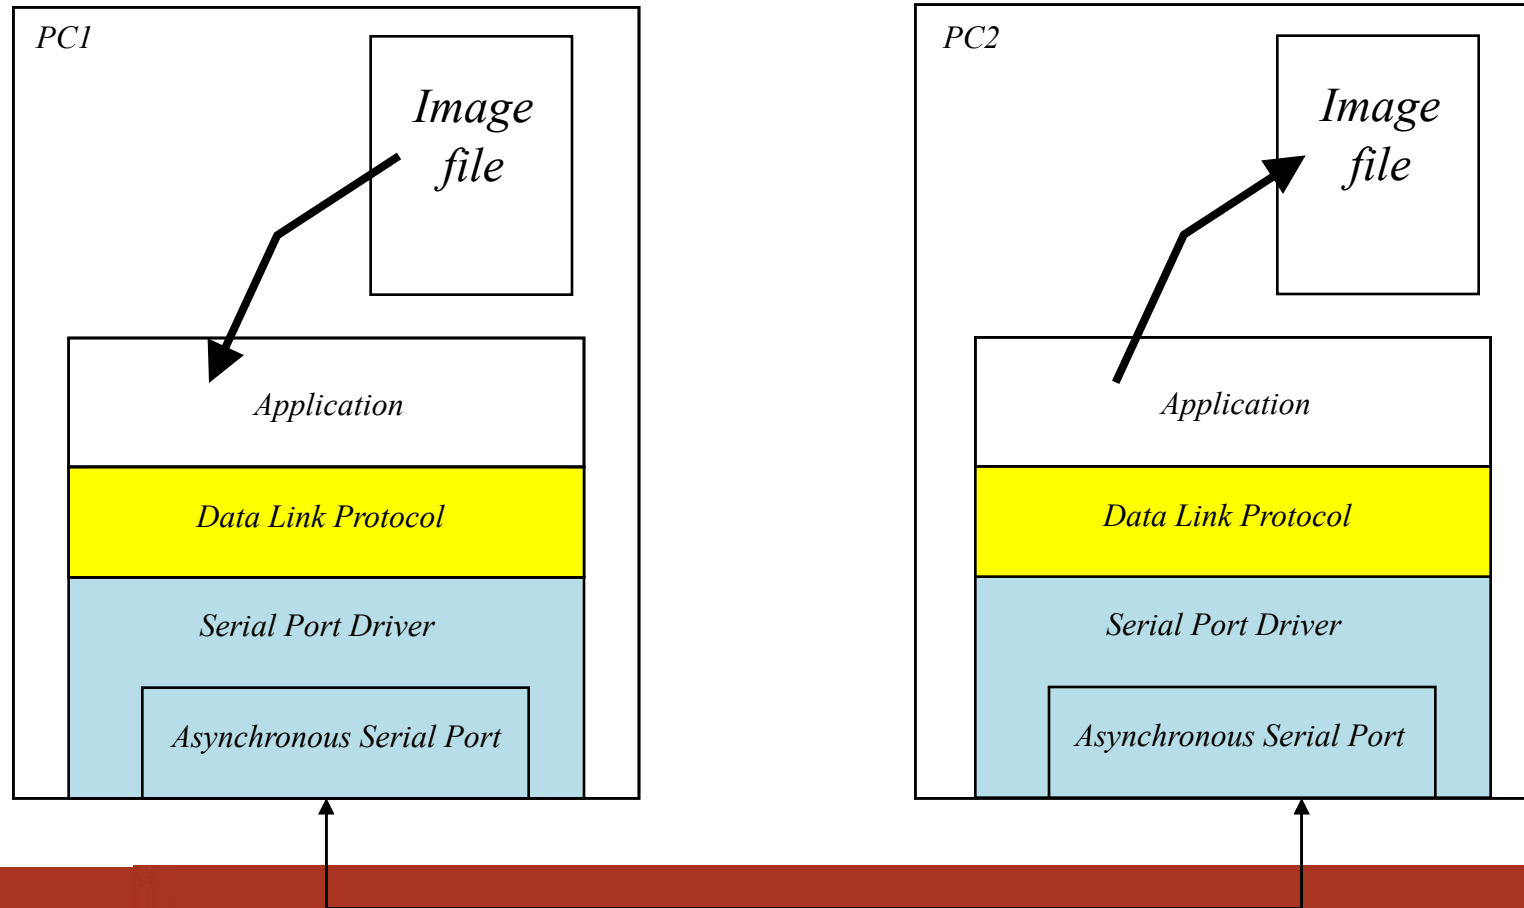 PC1
Image
file
Application
Data Link Protocol
Serial Port Driver
Asynchronous Serial Port
PC2
Image
file
Application
Data Link Protocol
Serial Port Driver
Asynchronous Serial Port